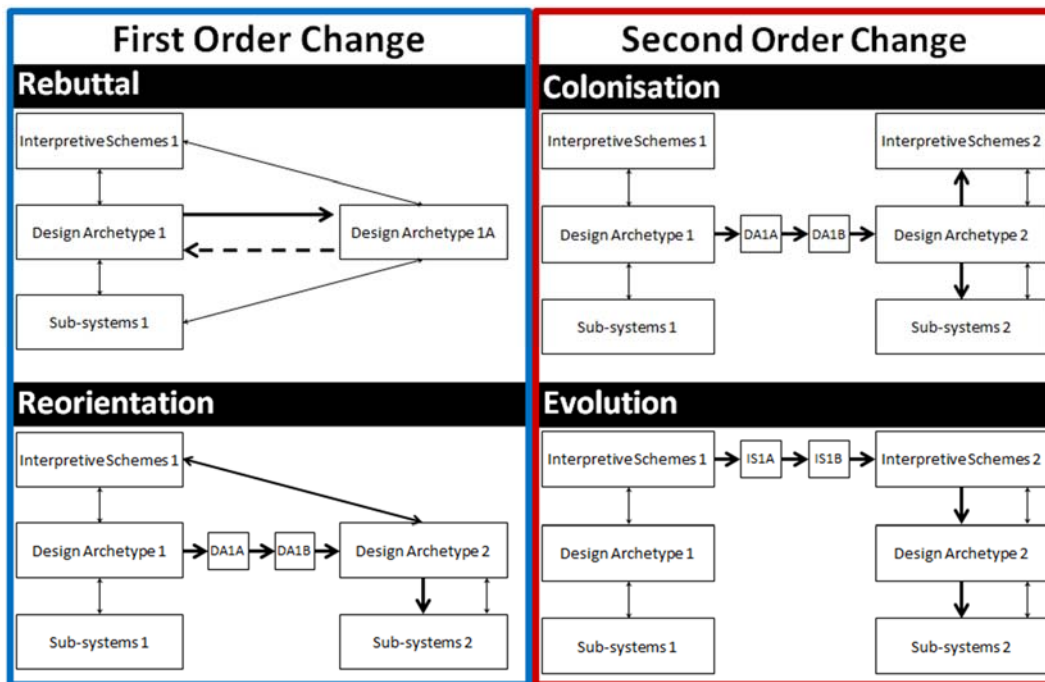 First Order Change
Rebuttal
Interpretive Schemes 1
Design Archetype 1
Design Archetype 1A
Sub-systems 1
Reorientation
Interpretive Schemes 1
Design Archetype 1
DA1A
DA1B
Design Archetype 2
Sub-systems 1
Sub-systems 2
Second Order Change
Colonisation
Interpretive Schemes 1
Interpretive Schemes 2
Design Archetype 1
DA1A
DA1B
Design Archetype 2
Sub-systems 1
Sub-systems 2
Evolution
Interpretive Schemes 1
IS1A
IS1B
Interpretive Schemes 2
Design Archetype 1
Design Archetype 2
Sub-systems 1
Sub-systems 2